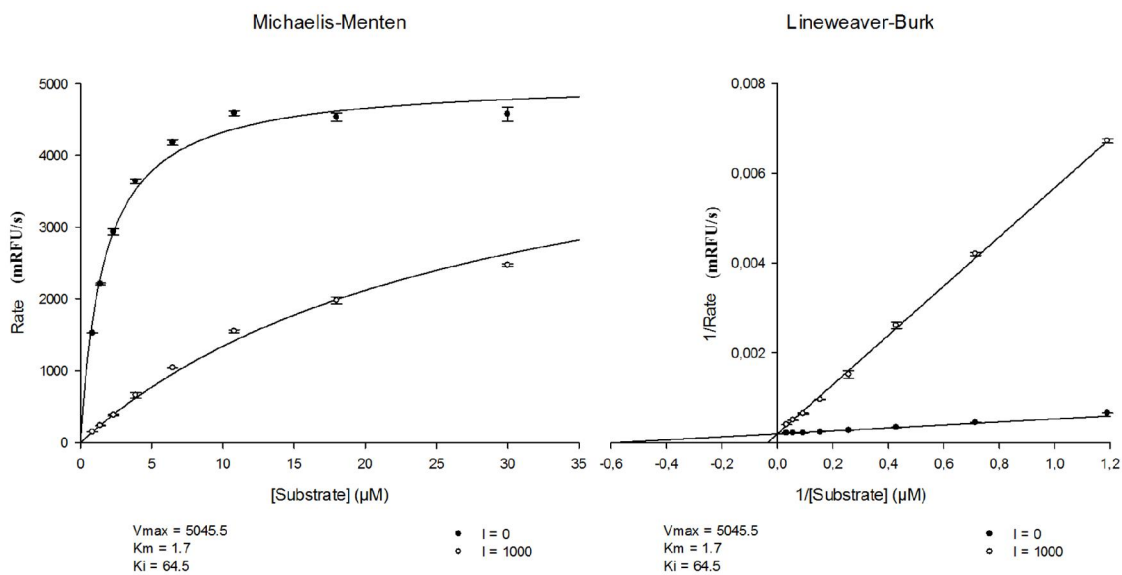 Michaelis-Menten
5000
4000
3000
2000
1000
0
Rate (mRFU/s)
0 5 10 15 20 25 30 35
[Substrate] (µM)
Vmax = 5045.5
Km = 1.7
Ki = 64.5
I = 0
I = 1000
Lineweaver-Burk
0,008
0,006
0,004
0,002
1/Rate (mRFU/s)
-0,6 -0,4 -0,2 0,0 0,2 0,4 0,6 0,8 1,0 1,2
1/[Substrate] (µM)
Vmax = 5045.5
Km = 1.7
Ki = 64.5
I = 0
I = 1000